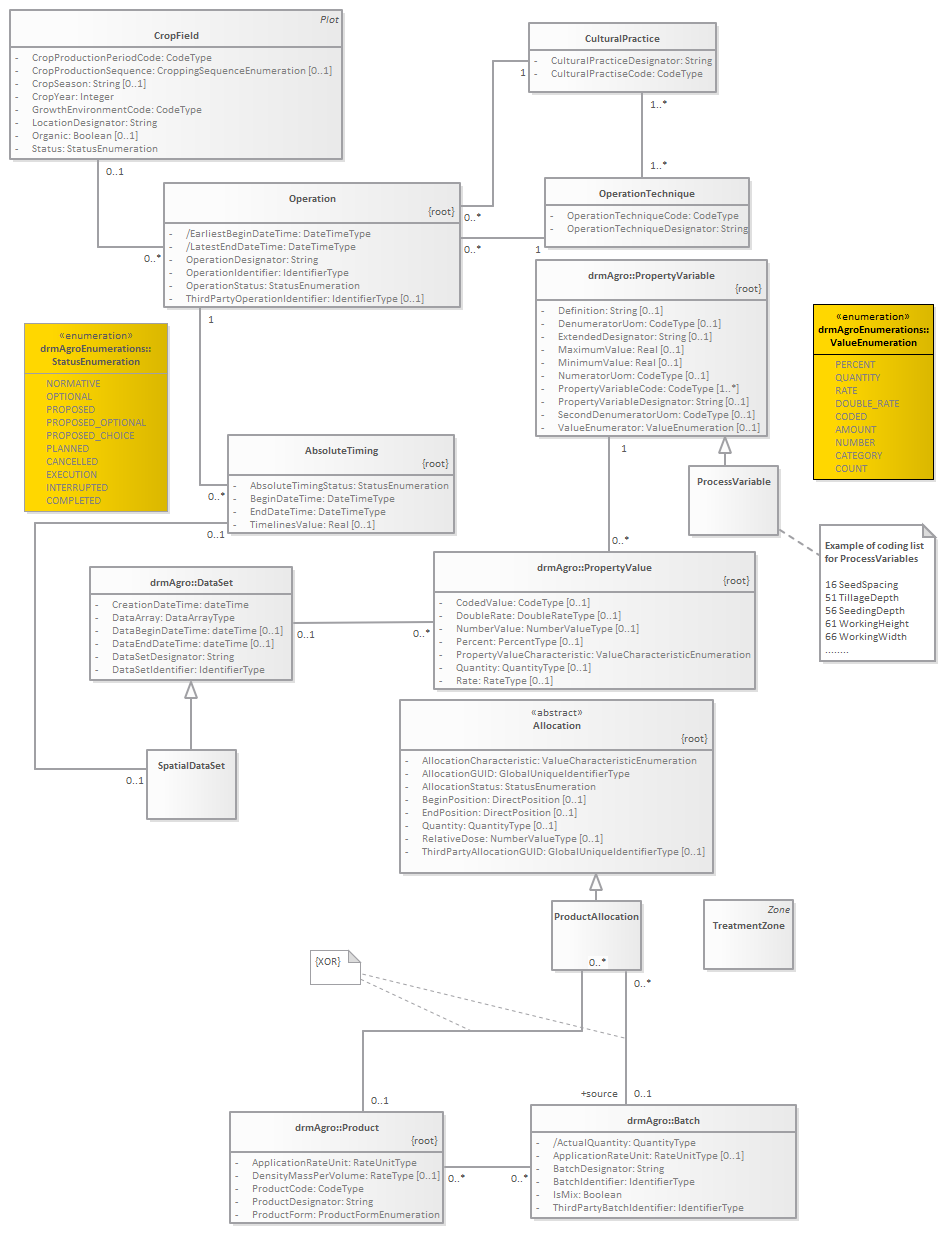 Plot
CropField
- CropProductionPeriodCode: CodeType
- CropProductionSequence: CroppingSequenceEnumeration [0..1]
- CropSeason: String [0..1]
- CropYear: Integer
- GrowthEnvironmentCode: CodeType
- LocationDesignator: String
- Organic: Boolean [0..1]
- Status: StatusEnumeration
CulturalPractice
- CulturalPracticeDesignator: String
- CulturalPractiseCode: CodeType
1
1..*
1..*
0..1
Operation
{root}
- /EarliestBeginDateTime: DateTimeType
- /LatestEndDateTime: DateTimeType
- OperationDesignator: String
- OperationIdentifier: IdentifierType
- OperationStatus: StatusEnumeration
- ThirdPartyOperationIdentifier: IdentifierType [0..1]
0..*
0..*
0..*
1
1
OperationTechnique
- OperationTechniqueCode: CodeType
- OperationTechniqueDesignator: String
drmAgro::PropertyVariable
{root}
- Definition: String [0..1]
- DenumeratorUom: CodeType [0..1]
- ExtendedDesignator: String [0..1]
- MaximumValue: Real [0..1]
- MinimumValue: Real [0..1]
- NumeratorUom: CodeType [0..1]
- PropertyVariableCode: CodeType [1..*]
- PropertyVariableDesignator: String [0..1]
- SecondDenumeratorUom: CodeType [0..1]
- ValueEnumerator: ValueEnumeration [0..1]
«enumeration»
drmAgroEnumerations::
ValueEnumeration
PERCENT
QUANTITY
RATE
DOUBLE_RATE
CODED
AMOUNT
NUMBER
CATEGORY
COUNT
«enumeration»
drmAgroEnumerations::
StatusEnumeration
NORMATIVE
OPTIONAL
PROPOSED
PROPOSED_OPTIONAL
PROPOSED_CHOICE
PLANNED
CANCELLED
EXECUTION
INTERRUPTED
COMPLETED
AbsoluteTiming
{root}
- AbsoluteTimingStatus: StatusEnumeration
- BeginDateTime: DateTimeType
- EndDateTime: DateTimeType
- TimelinesValue: Real [0..1]
0..*
0..1
1
0..*
ProcessVariable
Example of coding list
for ProcessVariables
16 SeedSpacing
51 TillageDepth
56 SeedingDepth
61 WorkingHeight
66 WorkingWidth
........
drmAgro::DataSet
- CreationDateTime: dateTime
- DataArray: DataArrayType
- DataBeginDateTime: dateTime [0..1]
- DataEndDateTime: dateTime [0..1]
- DataSetDesignator: String
- DataSetIdentifier: IdentifierType
0..1
0..*
drmAgro::PropertyValue
{root}
- CodedValue: CodeType [0..1]
- DoubleRate: DoubleRateType [0..1]
- NumberValue: NumberValueType [0..1]
- Percent: PercentType [0..1]
- PropertyValueCharacteristic: ValueCharacteristicEnumeration
- Quantity: QuantityType [0..1]
- Rate: RateType [0..1]
SpatialDataSet
0..1
«abstract»
Allocation
{root}
- AllocationCharacteristic: ValueCharacteristicEnumeration
- AllocationGUID: GlobalUniqueIdentifierType
- AllocationStatus: StatusEnumeration
- BeginPosition: DirectPosition [0..1]
- EndPosition: DirectPosition [0..1]
- Quantity: QuantityType [0..1]
- RelativeDose: NumberValueType [0..1]
- ThirdPartyAllocationGUID: GlobalUniqueIdentifierType [0..1]
ProductAllocation
0..*
0..*
Zone
TreatmentZone
{XOR}
0..1
+source
0..1
drmAgro::Product
{root}
- ApplicationRateUnit: RateUnitType
- DensityMassPerVolume: RateType [0..1]
- ProductCode: CodeType
- ProductDesignator: String
- ProductForm: ProductFormEnumeration
0..*
0..*
drmAgro::Batch
- /ActualQuantity: QuantityType
- ApplicationRateUnit: RateUnitType [0..1]
- BatchDesignator: String
- BatchIdentifier: IdentifierType
- IsMix: Boolean
- ThirdPartyBatchIdentifier: IdentifierType